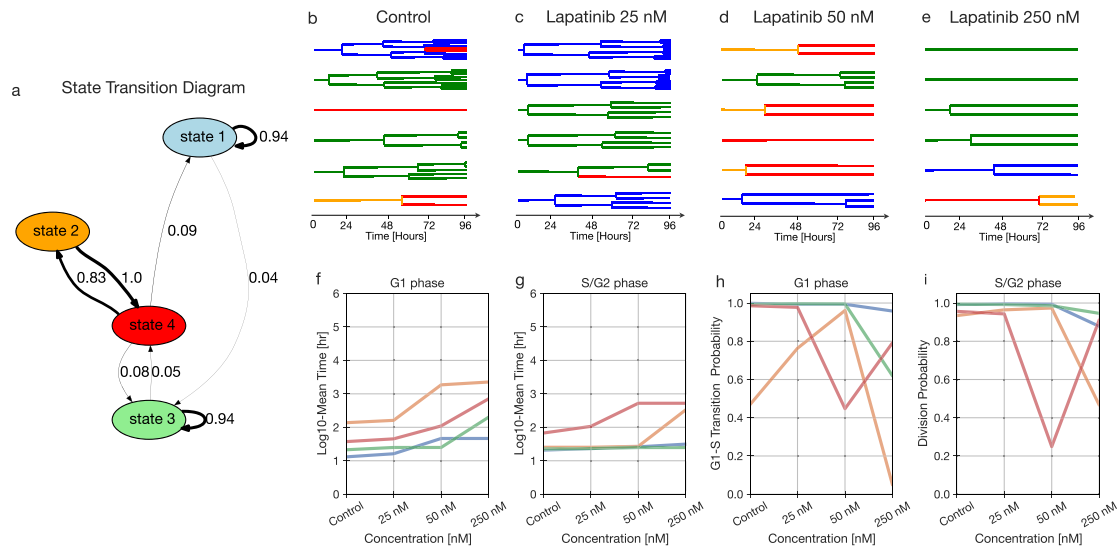 a
State Transition Diagram
state 1
0.94
state 2
0.09
0.83
1.0
0.04
state 4
0.08
0.05
state 3
0.94
b
Control
0
24
48
72
96
Time [Hours]
c
Lapatinib 25 nM
0
24
48
72
96
Time [Hours]
d
Lapatinib 50 nM
0
24
48
72
96
Time [Hours]
e
Lapatinib 250 nM
0
24
48
72
96
Time [Hours]
f
G1 phase
Log10-Mean Time [hr]
6
5
4
3
2
1
0
Control
25 nM
50 nM
250 nM
Concentration [nM]
g
S/G2 phase
Log10-Mean Time [hr]
6
5
4
3
2
1
0
Control
25 nM
50 nM
250 nM
Concentration [nM]
h
G1 phase
G1-S Transition Probability
1.0
0.8
0.6
0.4
0.2
0.0
Control
25 nM
50 nM
250 nM
Concentration [nM]
i
S/G2 phase
Division Probability
1.0
0.8
0.6
0.4
0.2
0.0
Control
25 nM
50 nM
250 nM
Concentration [nM]